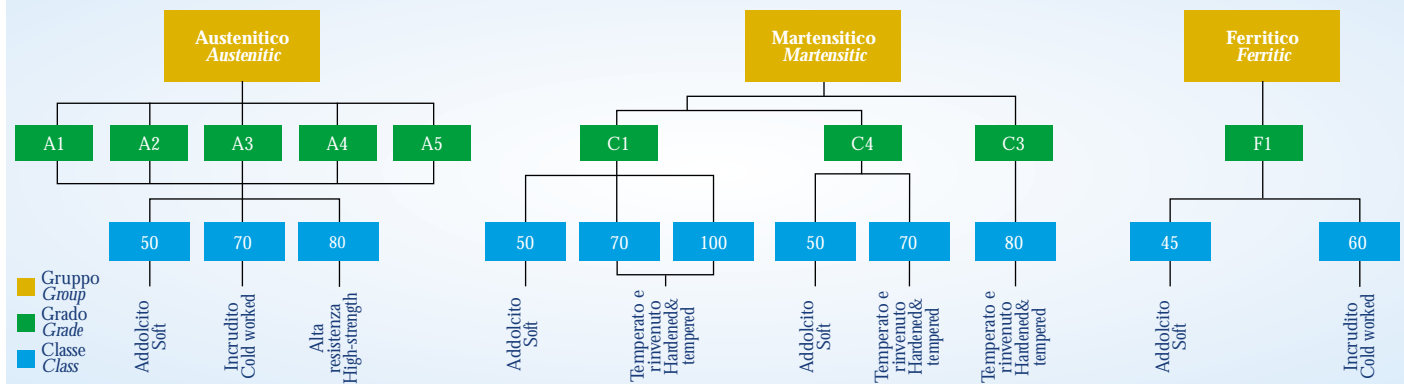 Austenitico
Austenitic
Martensitico
Martensitic
Ferritico
Ferritic
A1
A2
A3
A4
A5
C1
C4
C3
F1
50
70
80
50
70
100
50
70
80
45
60
Gruppo
Group
Grado
Grade
Classe
Class
Addolcito
Soft
Incrudito
Cold worked
Alta
resistenza
High-strength
Addolcito
Soft
Temperato e
rinvenuto
Hardened&
tempered
Addolcito
Soft
Temperato e
rinvenuto
Hardened&
tempered
Temperato e
rinvenuto
Hardened&
tempered
Addolcito
Soft
Incrudito
Cold worked